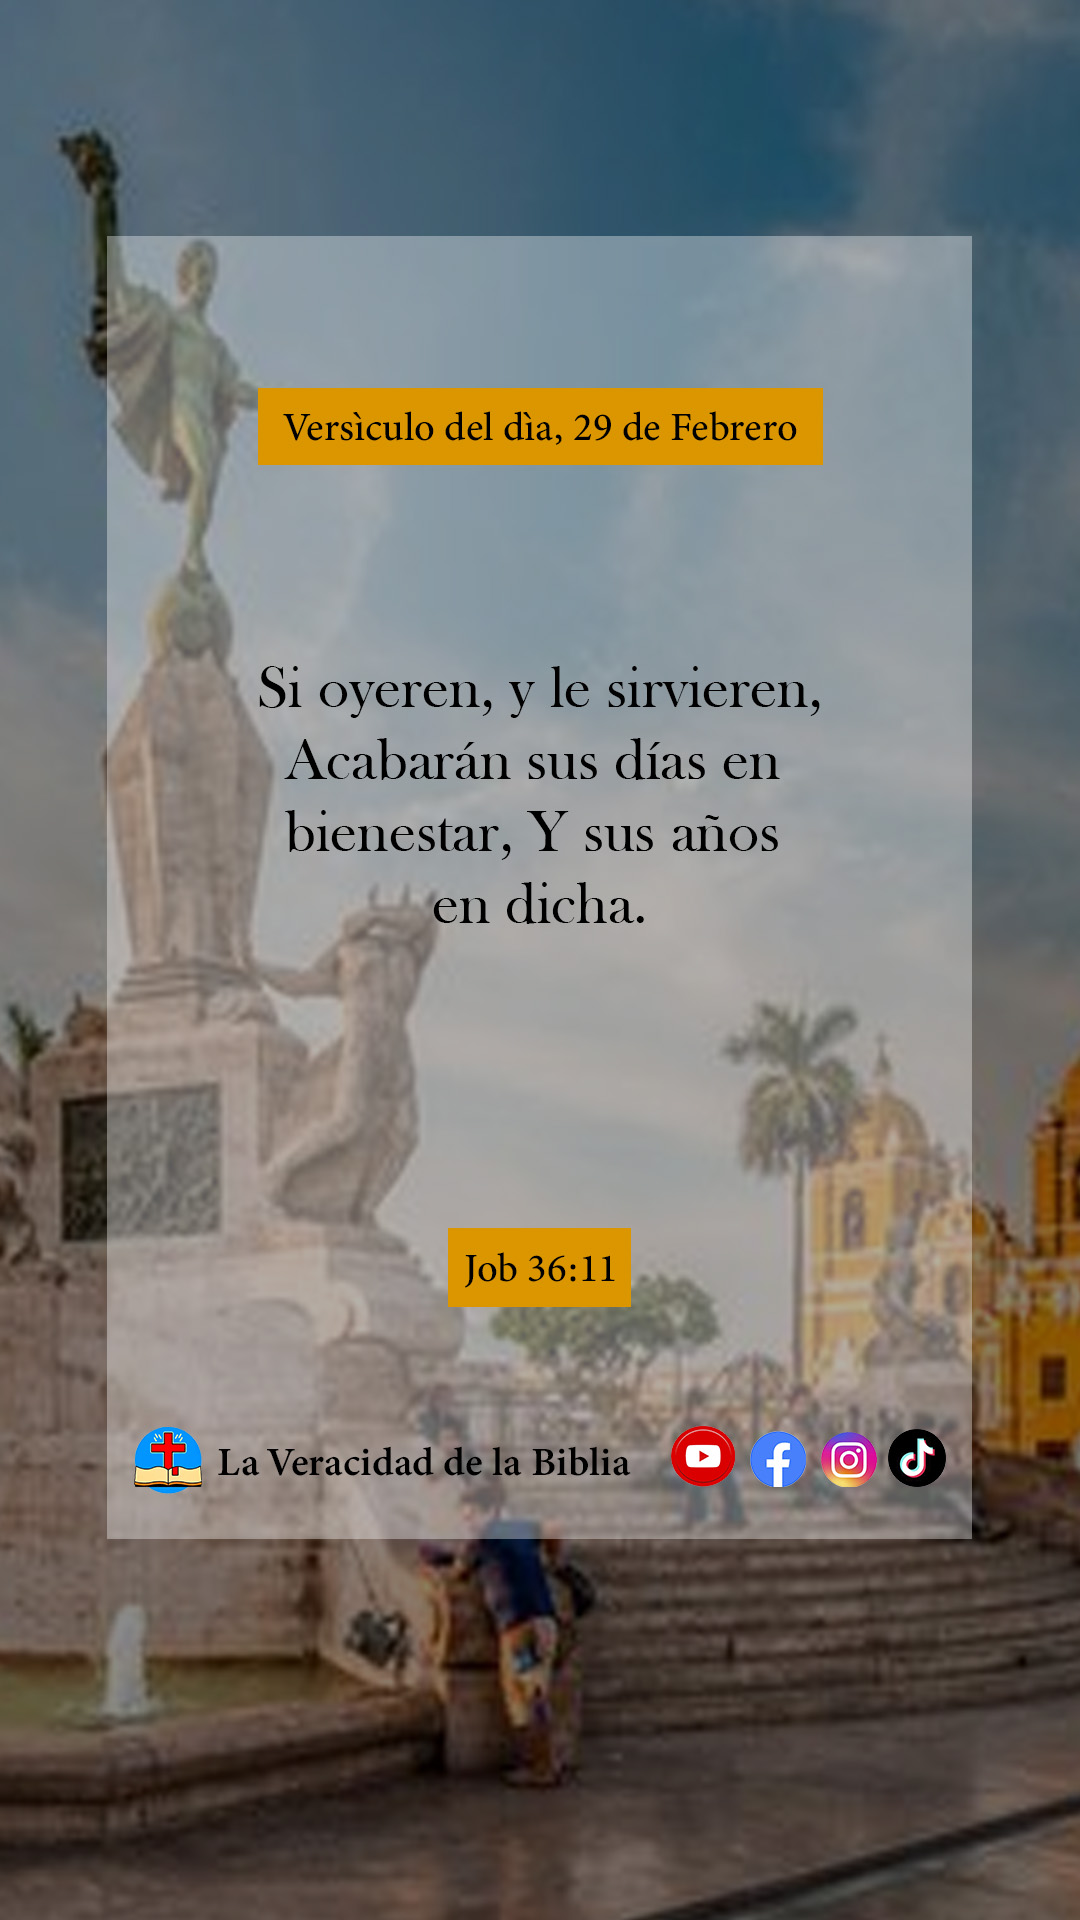 Versìculo del dìa, 29 de Febrero
Si oyeren, y le sirvieren,
Acabarán sus días en
bienestar, Y sus años
en dicha.
Job 36:11
La Veracidad de la Biblia